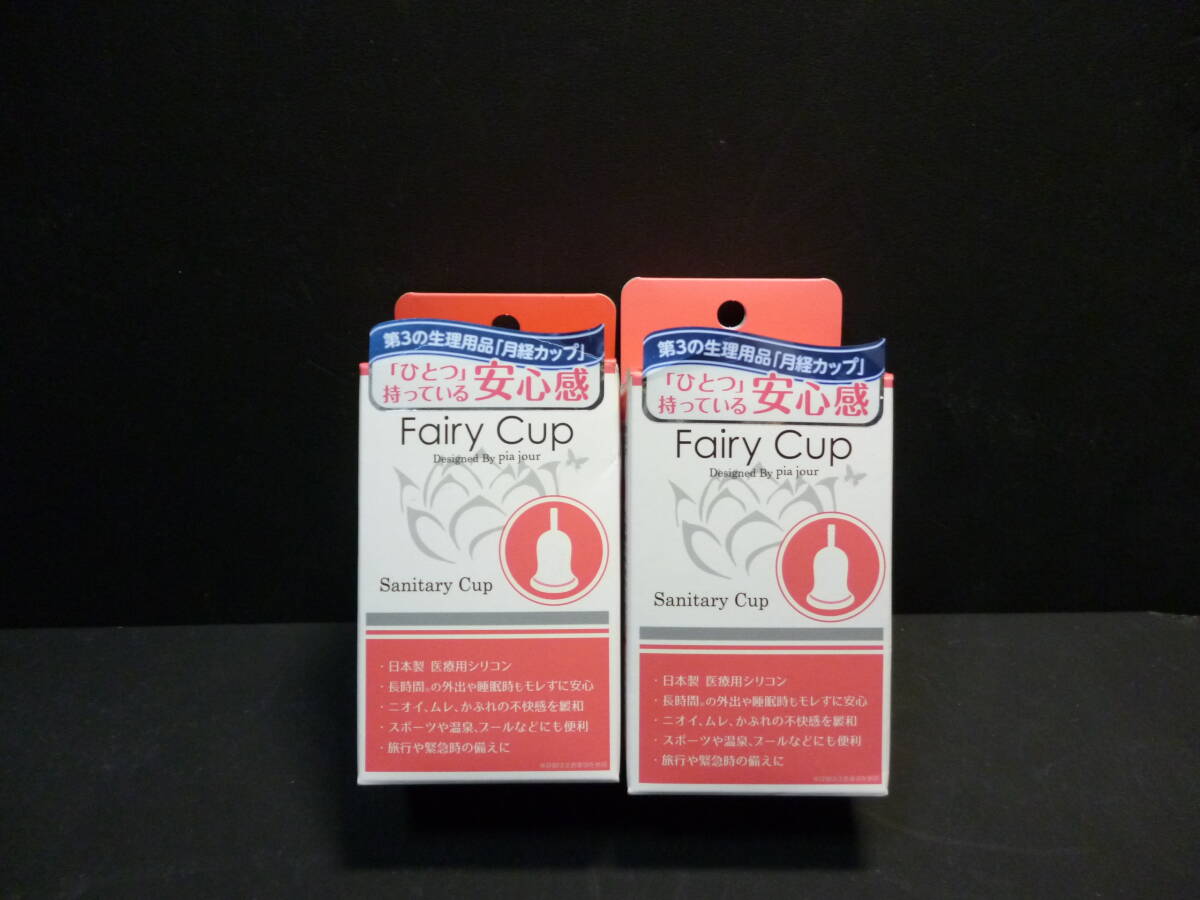 第3の生理用品「月経カップ」
「ひとつ」
持っている 安心感
Fairy Cup
Designed By pia jour
Sanitary Cup
・日本製 医療用シリコン
・長時間※の外出や睡眠時もモレずに安心
・ニオイ、ムレ、かぶれの不快感を緩和
・スポーツや温泉、プールなどにも便利
・旅行や緊急時の備えに
第3の生理用品「月経カップ」
「ひとつ」
持っている 安心感
Fairy Cup
Designed By pia jour
Sanitary Cup
・日本製 医療用シリコン
・長時間※の外出や睡眠時もモレずに安心
・ニオイ、ムレ、かぶれの不快感を緩和
・スポーツや温泉、プールなどにも便利
・旅行や緊急時の備えに